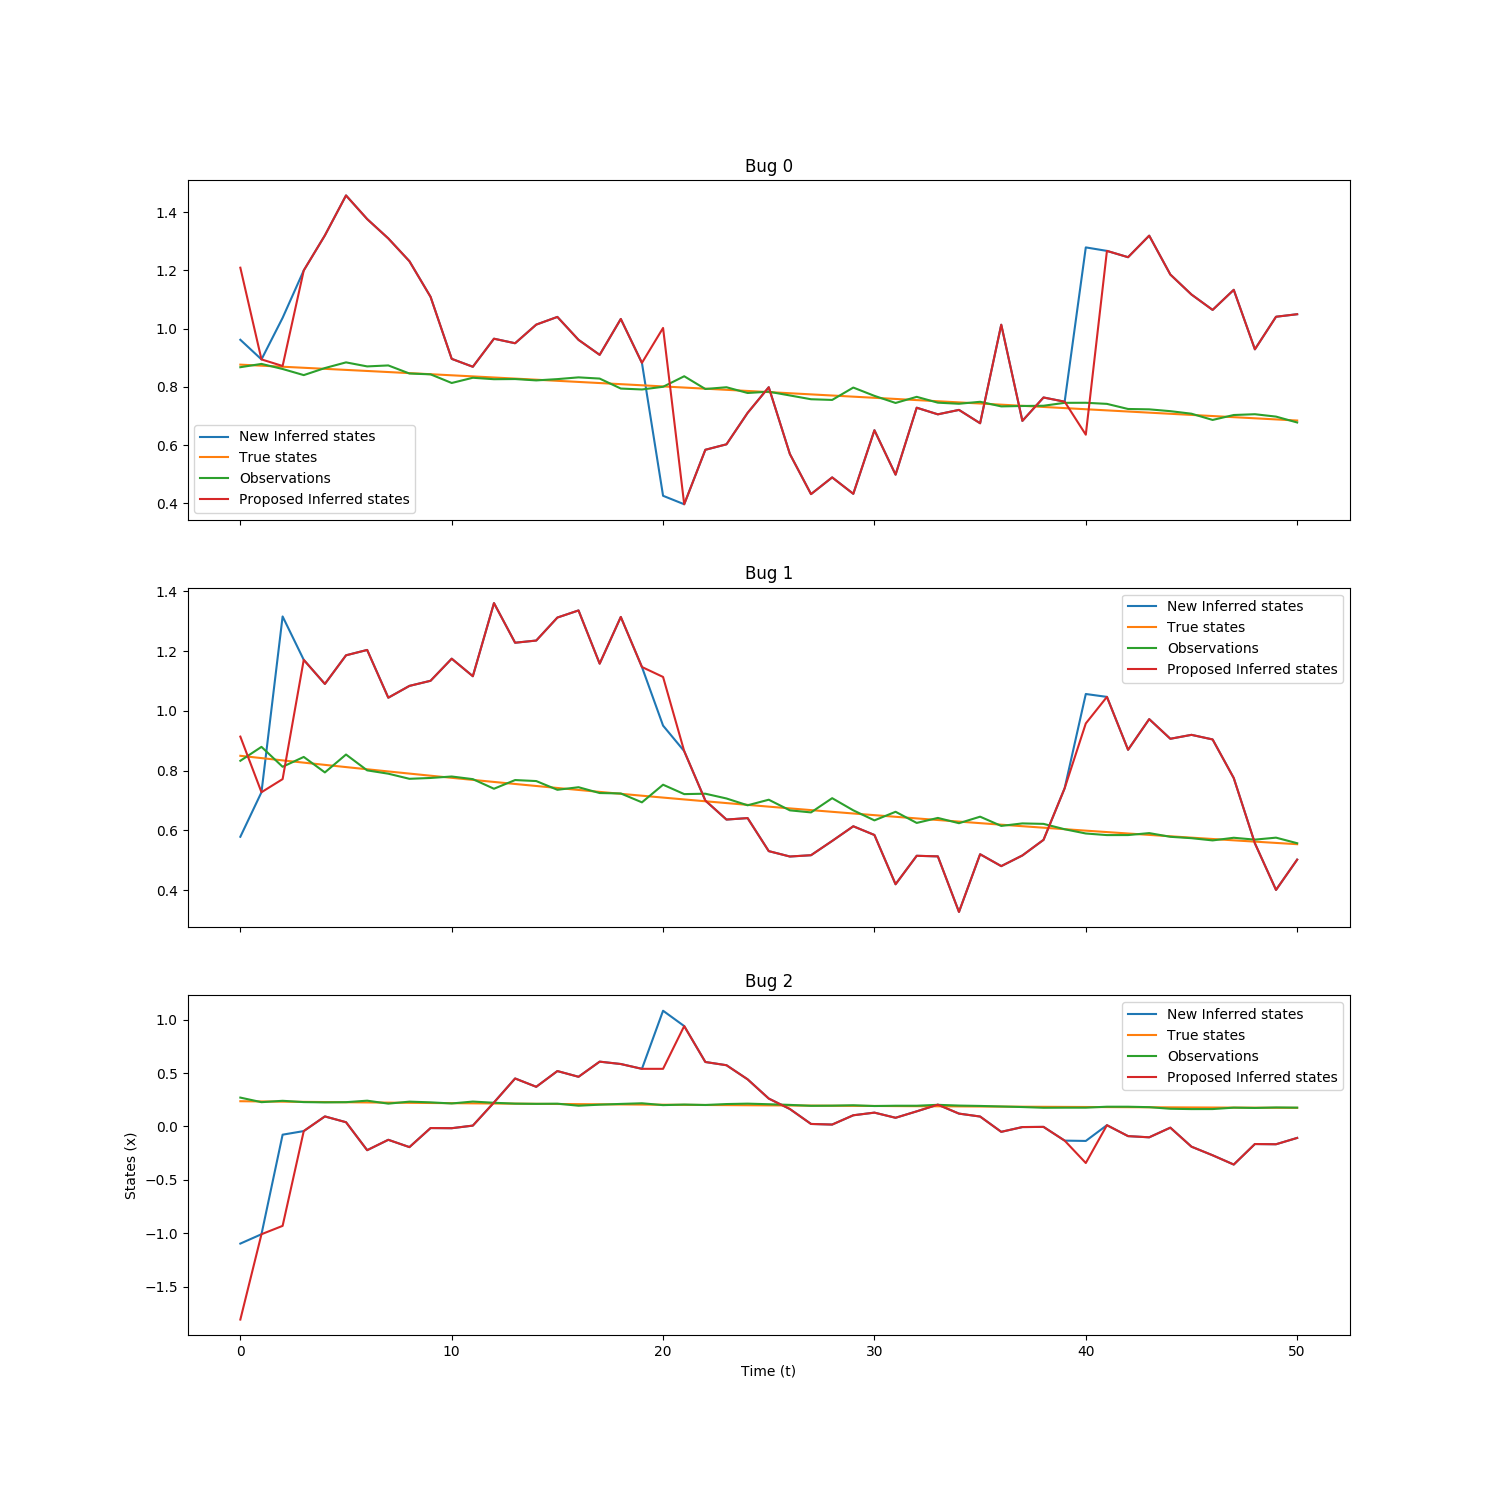 Bug 0
1.4
1.2
1.0
0.8
0.6
0.4
New Inferred states
True states
Observations
Proposed Inferred states
Bug 1
1.4
1.2
1.0
0.8
0.6
0.4
New Inferred states
True states
Observations
Proposed Inferred states
Bug 2
1.0
0.5
0.0
−0.5
−1.0
−1.5
States (x)
New Inferred states
True states
Observations
Proposed Inferred states
0 10 20 30 40 50
Time (t)